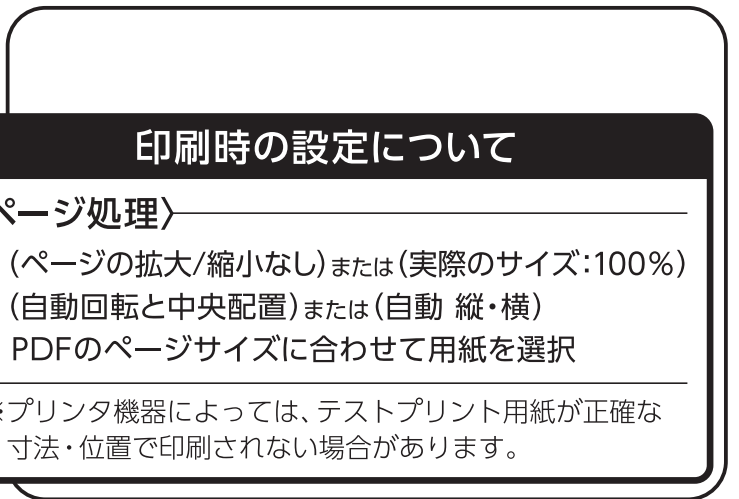 印刷時の設定について
ページ処理〉
(ページの拡大/縮小なし)または(実際のサイズ:100%)
(自動回転と中央配置)または(自動 縦・横)
PDFのページサイズに合わせて用紙を選択
※プリンタ機器によっては、テストプリント用紙が正確な
寸法・位置で印刷されない場合があります。